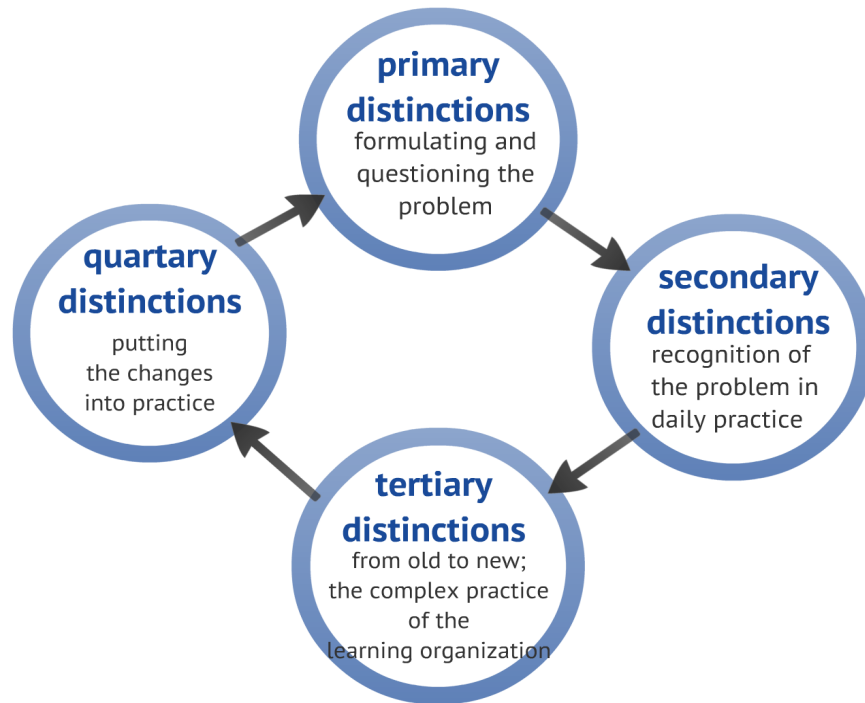 primary
distinctions
formulating and
questioning the
problem
secondary
distinctions
recognition of
the problem in
daily practice
tertiary
distinctions
from old to new;
the complex practice
of the
learning organization
quartary
distinctions
putting
the changes
into practice